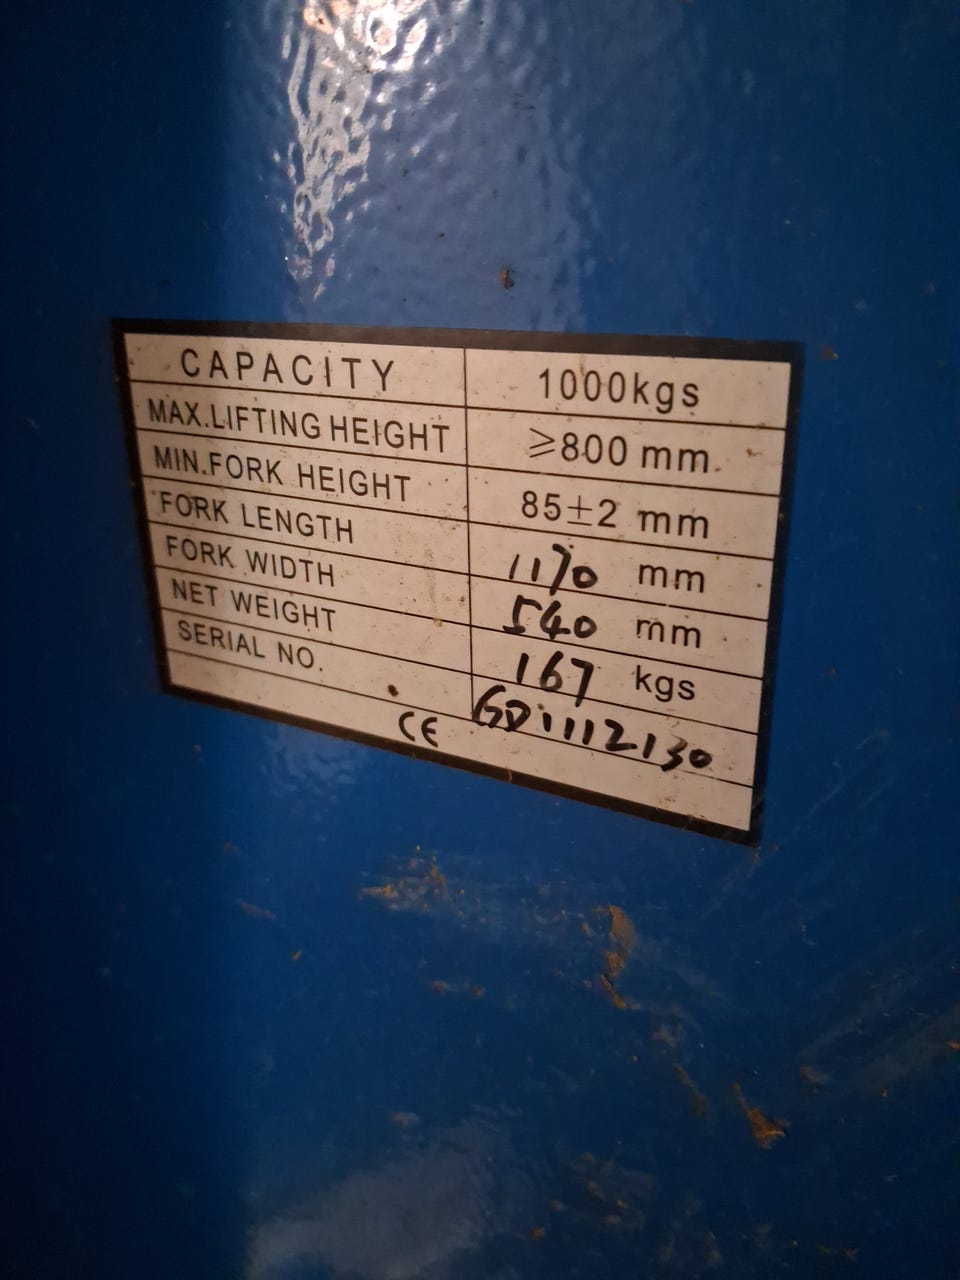 CAPACITY 1000kgs
MAX.LIFTING HEIGHT ≥800 mm
MIN.FORK HEIGHT 85±2 mm
FORK LENGTH 1170 mm
FORK WIDTH 540 mm
NET WEIGHT 167 kgs
SERIAL NO. GD1112130
CE